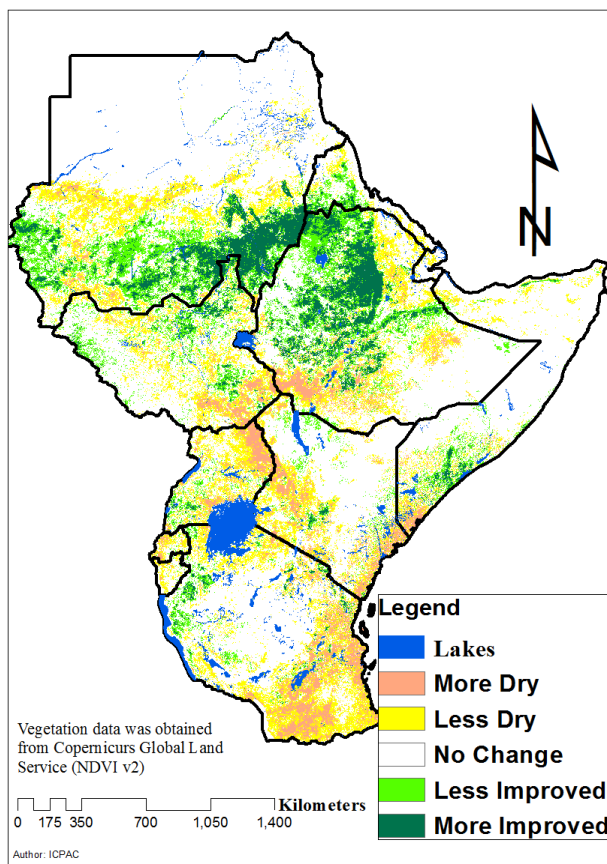 N
Legend
Lakes
More Dry
Less Dry
No Change
Less Improved
More Improved
Vegetation data was obtained
from Copernicurs Global Land
Service (NDVI v2)
Kilometers
0 175 350 700 1,050 1,400
Author: ICPAC